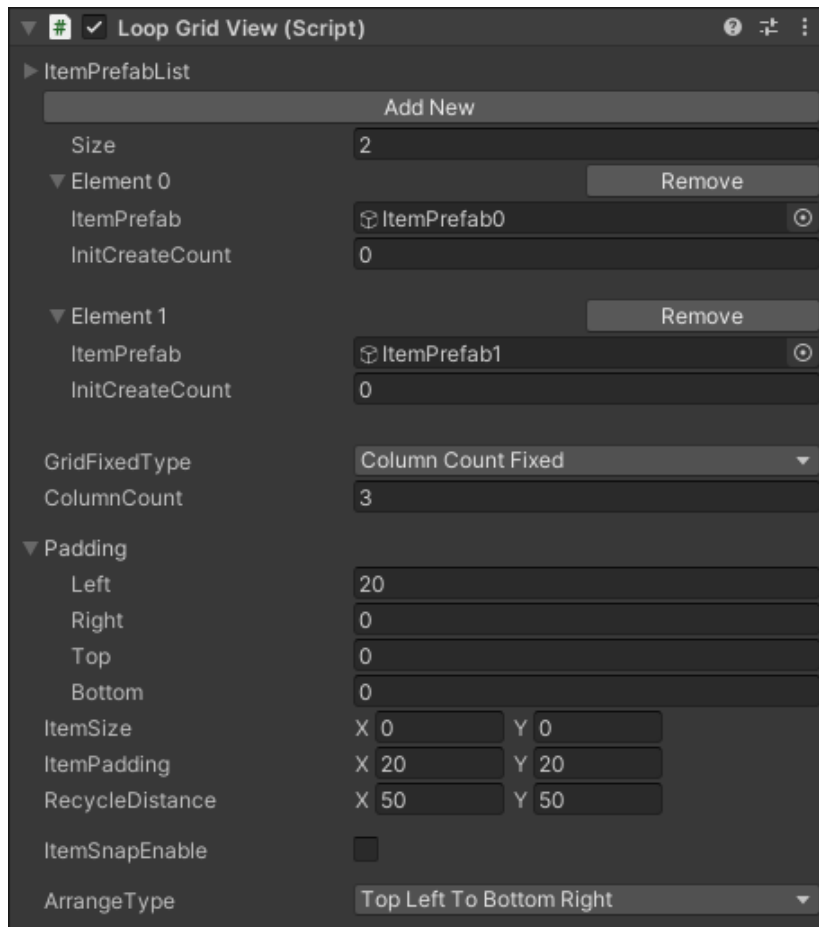 # Loop Grid View (Script)
ItemPrefabList
Add New
Size 2
Element 0 Remove
ItemPrefab ItemPrefab0
InitCreateCount 0
Element 1 Remove
ItemPrefab ItemPrefab1
InitCreateCount 0
GridFixedType Column Count Fixed
ColumnCount 3
Padding
Left 20
Right 0
Top 0
Bottom 0
ItemSize X 0 Y 0
ItemPadding X 20 Y 20
RecycleDistance X 50 Y 50
ItemSnapEnable
ArrangeType Top Left To Bottom Right